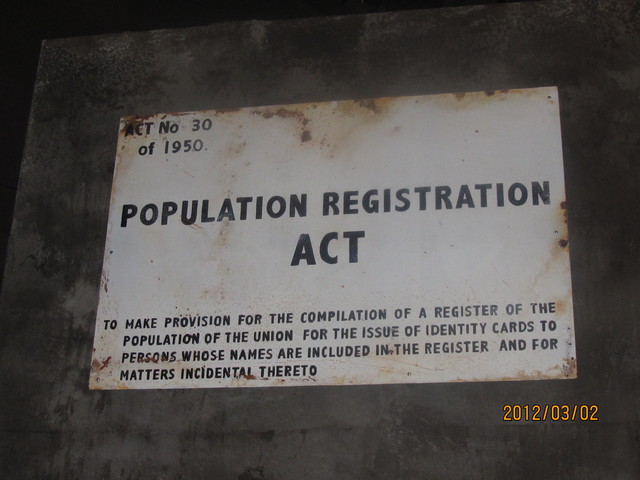 ACT No 30
of 1950.
POPULATION REGISTRATION
ACT
TO MAKE PROVISION FOR THE COMPILATION OF A REGISTER OF THE
POPULATION OF THE UNION FOR THE ISSUE OF IDENTITY CARDS TO
PERSONS WHOSE NAMES ARE INCLUDED IN THE REGISTER AND FOR
MATTERS INCIDENTAL THERETO
2012/03/02